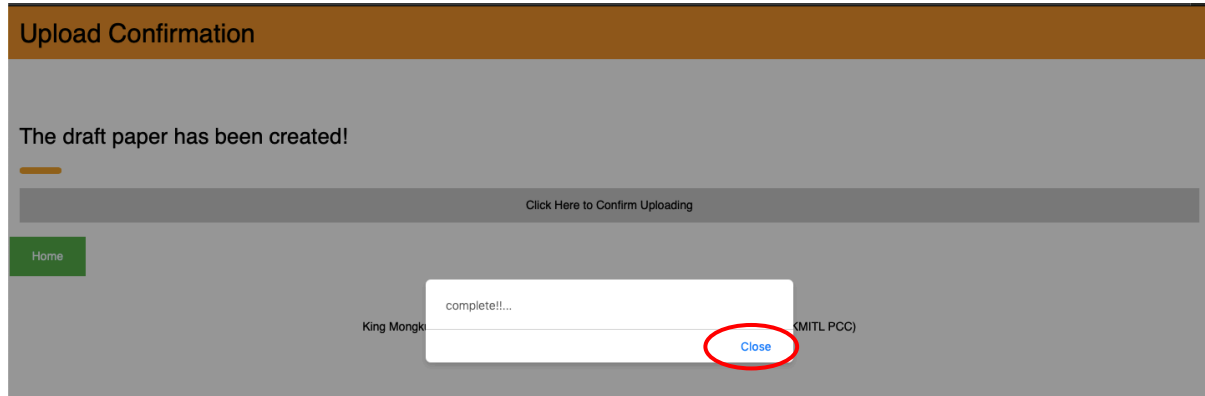 Upload Confirmation
The draft paper has been created!
Click Here to Confirm Uploading
Home
complete!!...
King Mongk KMITL PCC)
Close